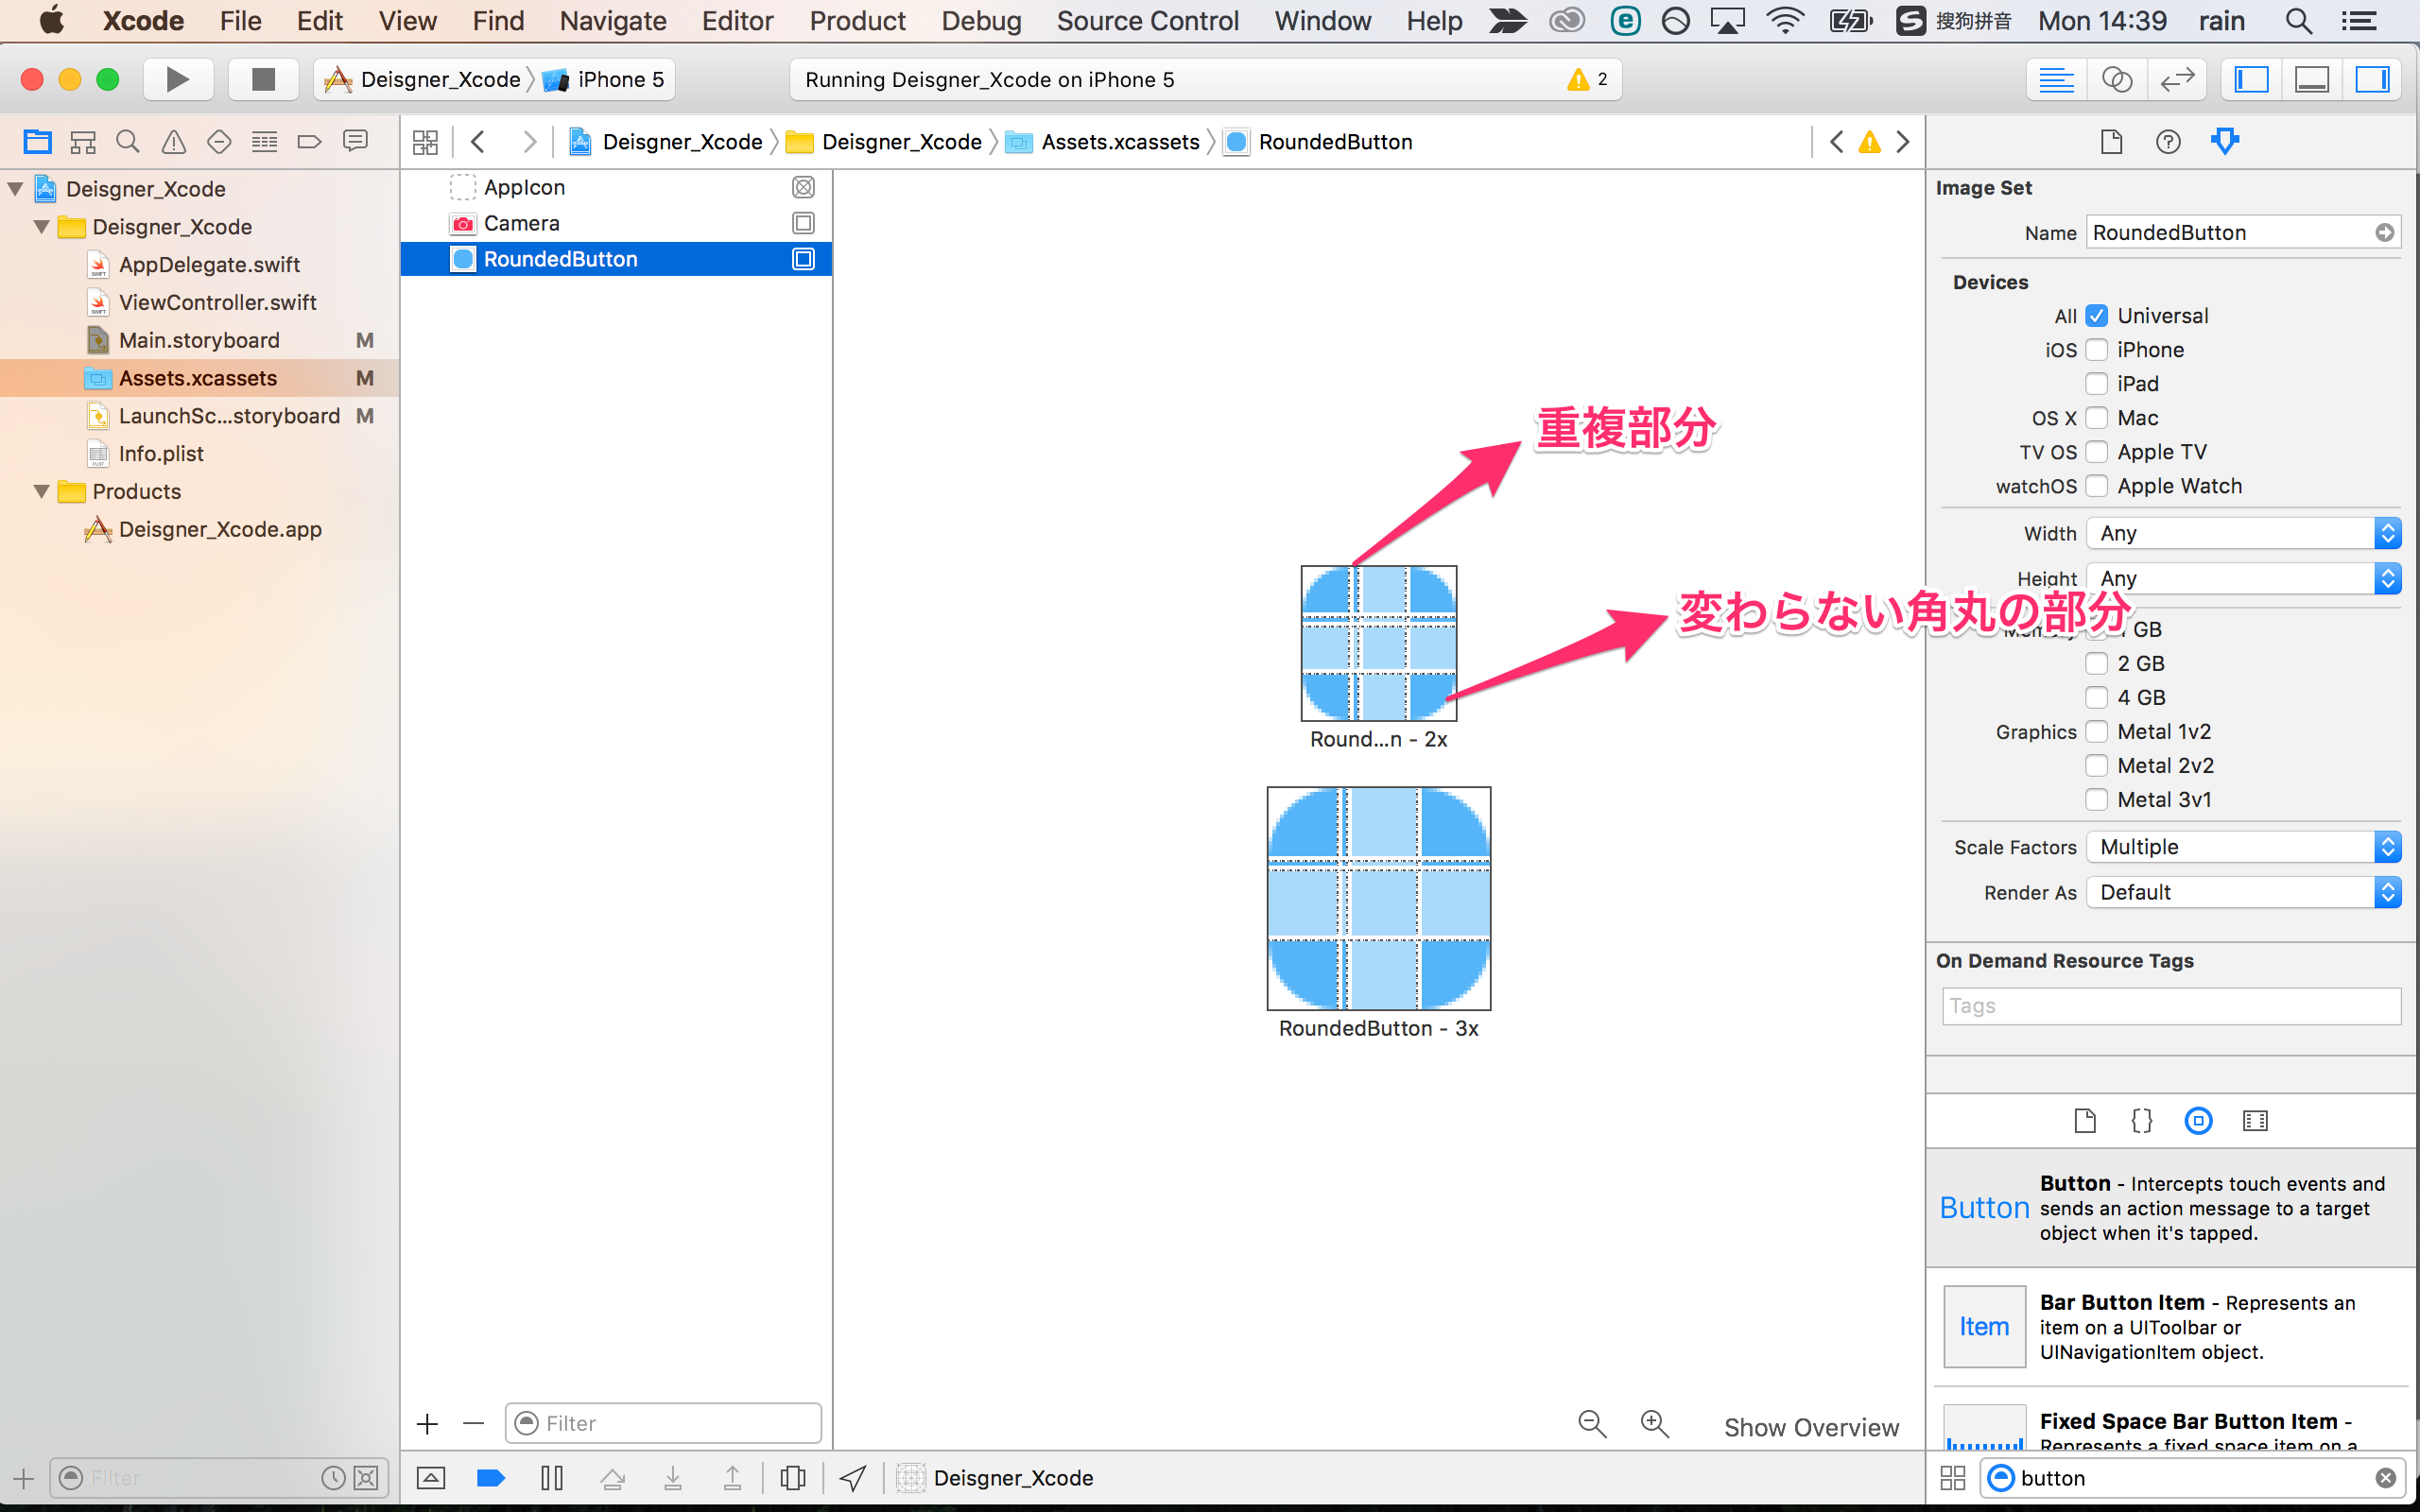 Xcode File Edit View Find Navigate Editor Product Debug Source Control Window Help 搜狗拼音 Mon 14:39 rain
Deisgner_Xcode iPhone 5
Running Deisgner_Xcode on iPhone 5
2
Deisgner_Xcode Deisgner_Xcode Assets.xcassets RoundedButton
Deisgner_Xcode
Deisgner_Xcode
AppDelegate.swift
ViewController.swift
Main.storyboard M
Assets.xcassets M
LaunchSc...storyboard M
Info.plist
Products
Deisgner_Xcode.app
Filter
AppIcon
Camera
RoundedButton
Filter
重複部分
変わらない角丸の部分
Round...n - 2x
RoundedButton - 3x
Show Overview
Deisgner_Xcode
Image Set
Name RoundedButton
Devices
All Universal
iOS iPhone
iPad
OS X Mac
TV OS Apple TV
watchOS Apple Watch
Width Any
Height Any
Memory 1 GB
2 GB
4 GB
Graphics Metal 1v2
Metal 2v2
Metal 3v1
Scale Factors Multiple
Render As Default
On Demand Resource Tags
Tags
Button
Button - Intercepts touch events and
sends an action message to a target
object when it's tapped.
Item
Bar Button Item - Represents an
item on a UIToolbar or
UINavigationItem object.
Fixed Space Bar Button Item -
Represents a fixed space item on a
button